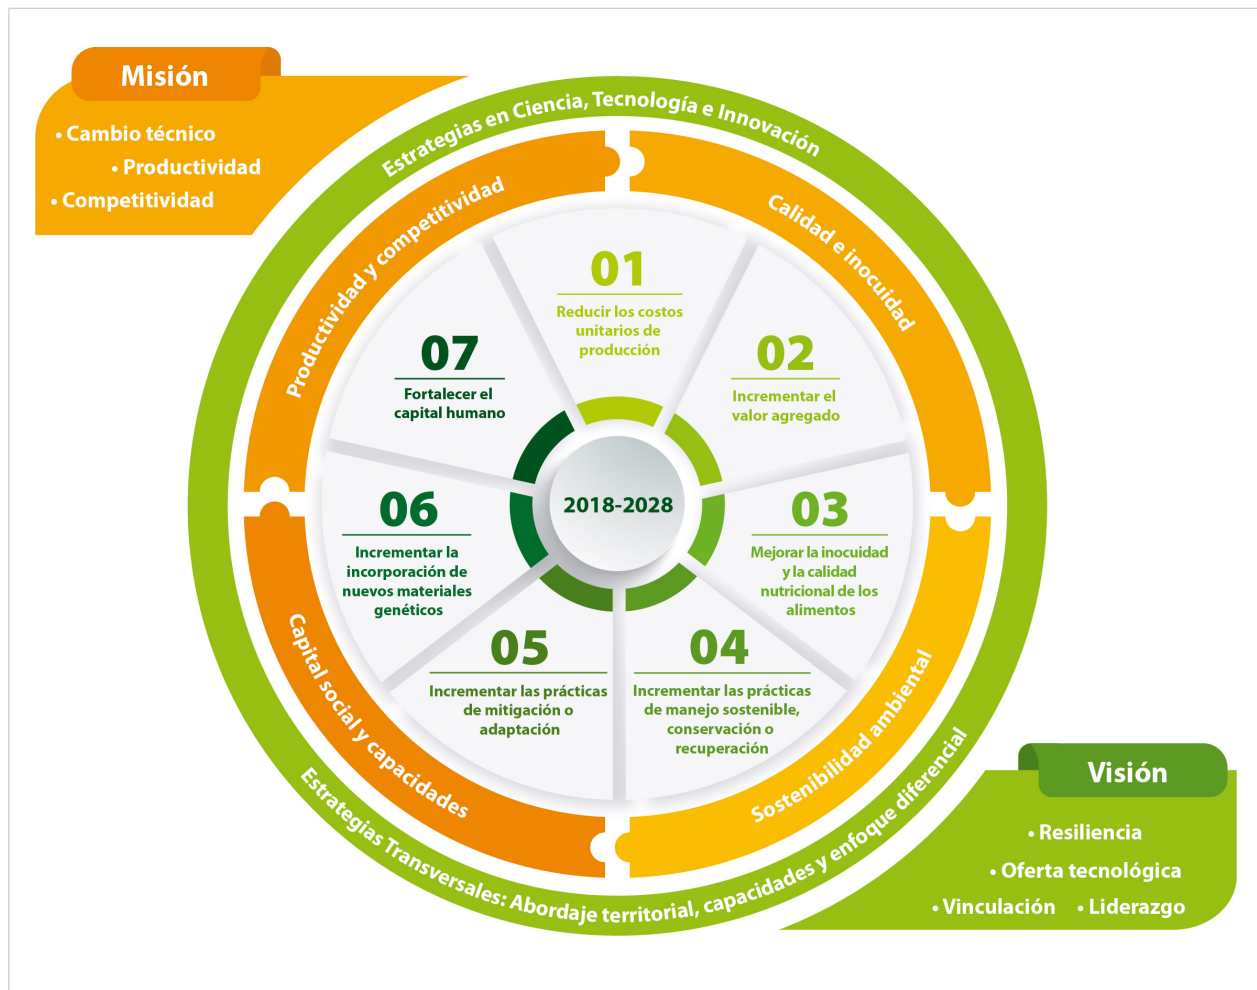 Misión
• Cambio técnico
• Productividad
• Competitividad
Estrategias en Ciencia, Tecnología e Innovación
Productividad y competitividad
Calidad e inocuidad
01
Reducir los costos
unitarios de
producción
02
Incrementar el
valor agregado
03
Mejorar la inocuidad
y la calidad
nutricional de los
alimentos
04
Incrementar las prácticas
de manejo sostenible,
conservación o
recuperación
05
Incrementar las prácticas
de mitigación o
adaptación
06
Incrementar la
incorporación de
nuevos materiales
genéticos
07
Fortalecer el
capital humano
2018-2028
Capital social y capacidades
Sostenibilidad ambiental
Estrategias Transversales: Abordaje territorial, capacidades y enfoque diferencial
Visión
• Resiliencia
• Oferta tecnológica
• Vinculación • Liderazgo